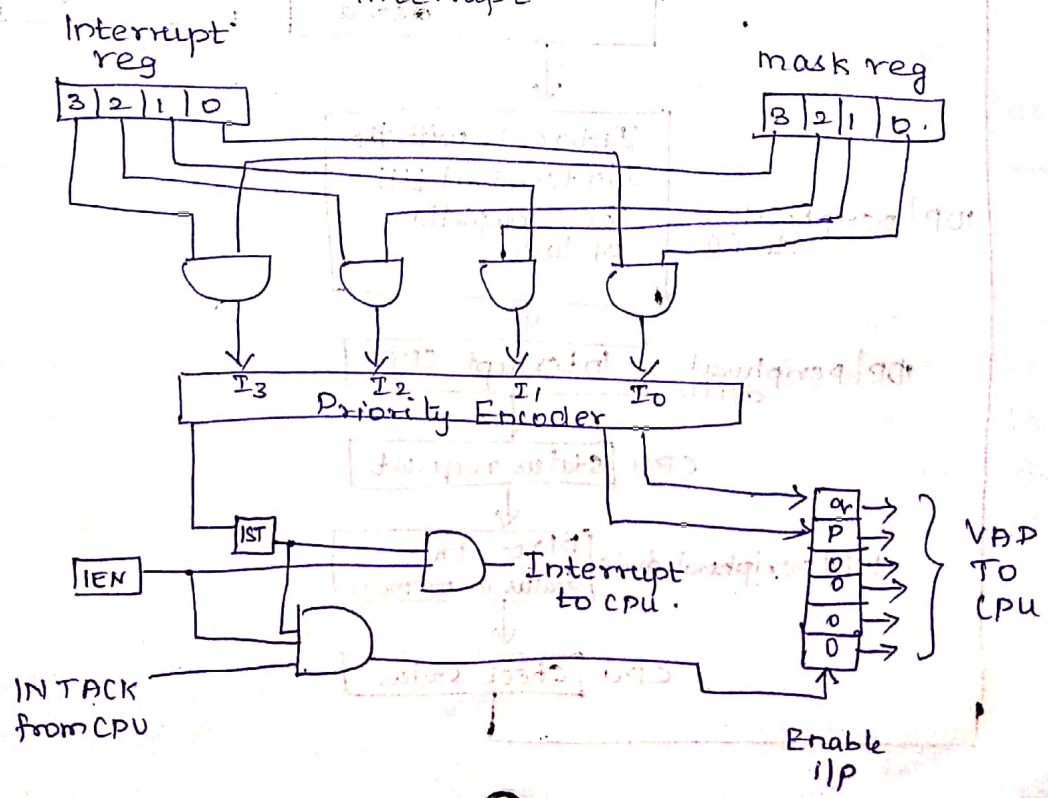 Interrupt
Interrupt
reg
mask reg
3 2 1 0
3 2 1 0.
I3 I2 I1 I0
Priority Encoder
IST
IEN
Interrupt
to CPU.
INTACK
from CPU
q
P
0
0
0
0
VAD
TO
CPU
Enable
i/p